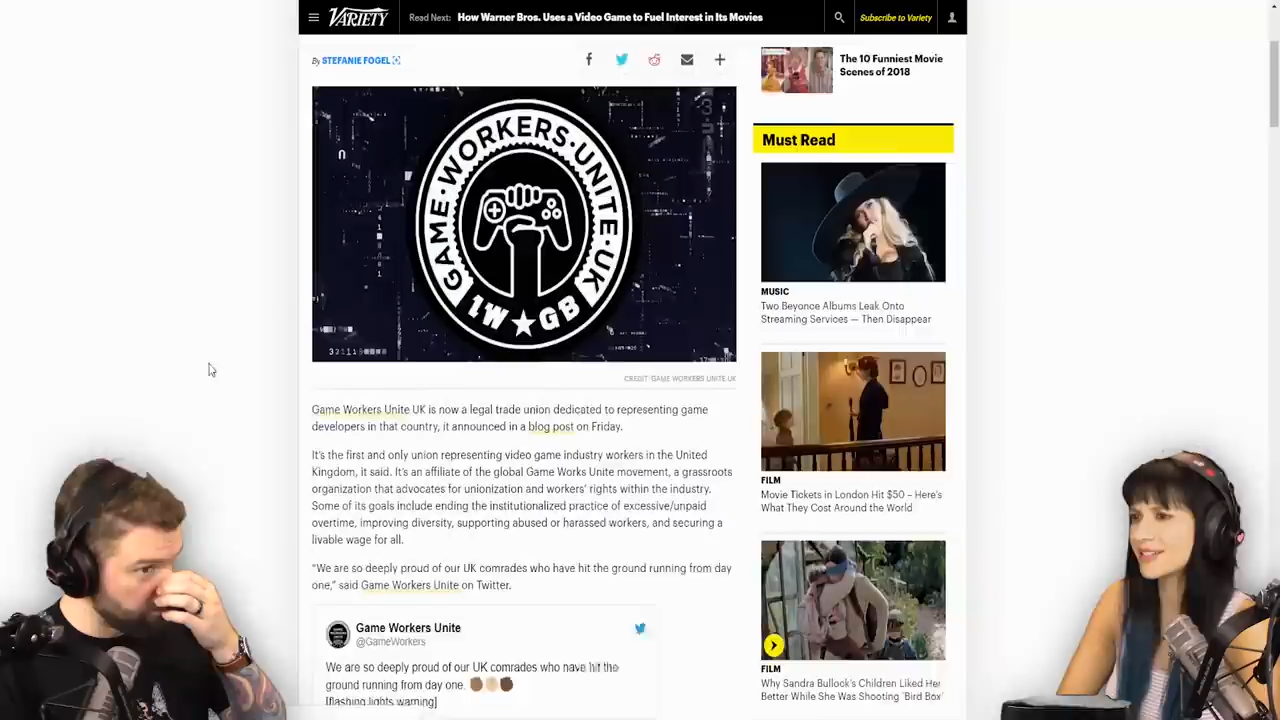 VARIETY
Read Next: How Warner Bros. Uses a Video Game to Fuel Interest in Its Movies
Subscribe to Variety
By STEFANIE FOGEL
GAME·WORKERS·UNITE·UK
IW★GB
CREDIT: GAME WORKERS UNITE UK
Game Workers Unite UK is now a legal trade union dedicated to representing game
developers in that country, it announced in a blog post on Friday.
It's the first and only union representing video game industry workers in the United
Kingdom, it said. It's an affiliate of the global Game Works Unite movement, a grassroots
organization that advocates for unionization and workers' rights within the industry.
Some of its goals include ending the institutionalized practice of excessive/unpaid
overtime, improving diversity, supporting abused or harassed workers, and securing a
livable wage for all.
"We are so deeply proud of our UK comrades who have hit the ground running from day
one," said Game Workers Unite on Twitter.
Game Workers Unite
@GameWorkers
We are so deeply proud of our UK comrades who have hit the
ground running from day one.
[flashing lights warning]
The 10 Funniest Movie
Scenes of 2018
Must Read
MUSIC
Two Beyonce Albums Leak Onto
Streaming Services — Then Disappear
FILM
Movie Tickets in London Hit $50 – Here's
What They Cost Around the World
FILM
Why Sandra Bullock's Children Liked Her
Better While She Was Shooting 'Bird Box'